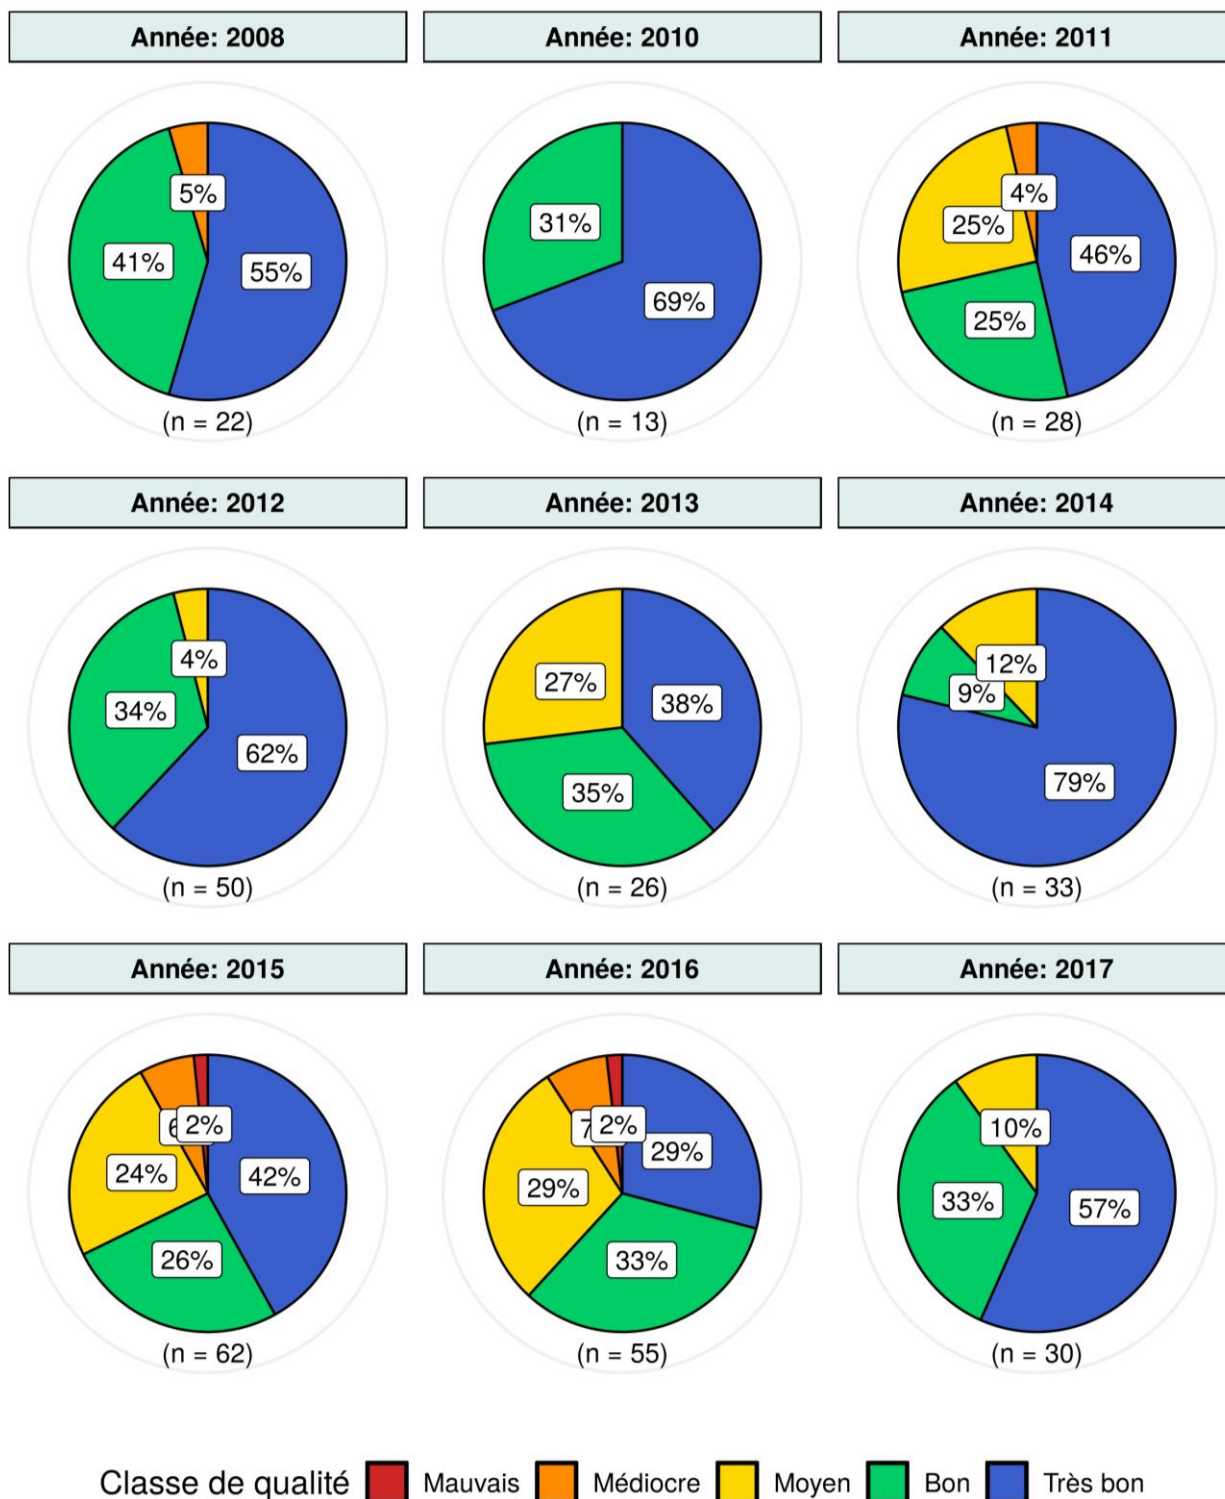 Année: 2008
Année: 2010
Année: 2011
5%
41%
55%
(n = 22)
31%
69%
(n = 13)
4%
25%
46%
25%
(n = 28)
Année: 2012
Année: 2013
Année: 2014
4%
34%
62%
(n = 50)
27%
38%
35%
(n = 26)
12%
9%
79%
(n = 33)
Année: 2015
Année: 2016
Année: 2017
2%
24%
42%
26%
(n = 62)
2%
29%
29%
33%
(n = 55)
10%
33%
57%
(n = 30)
Classe de qualité Mauvais Médiocre Moyen Bon Très bon